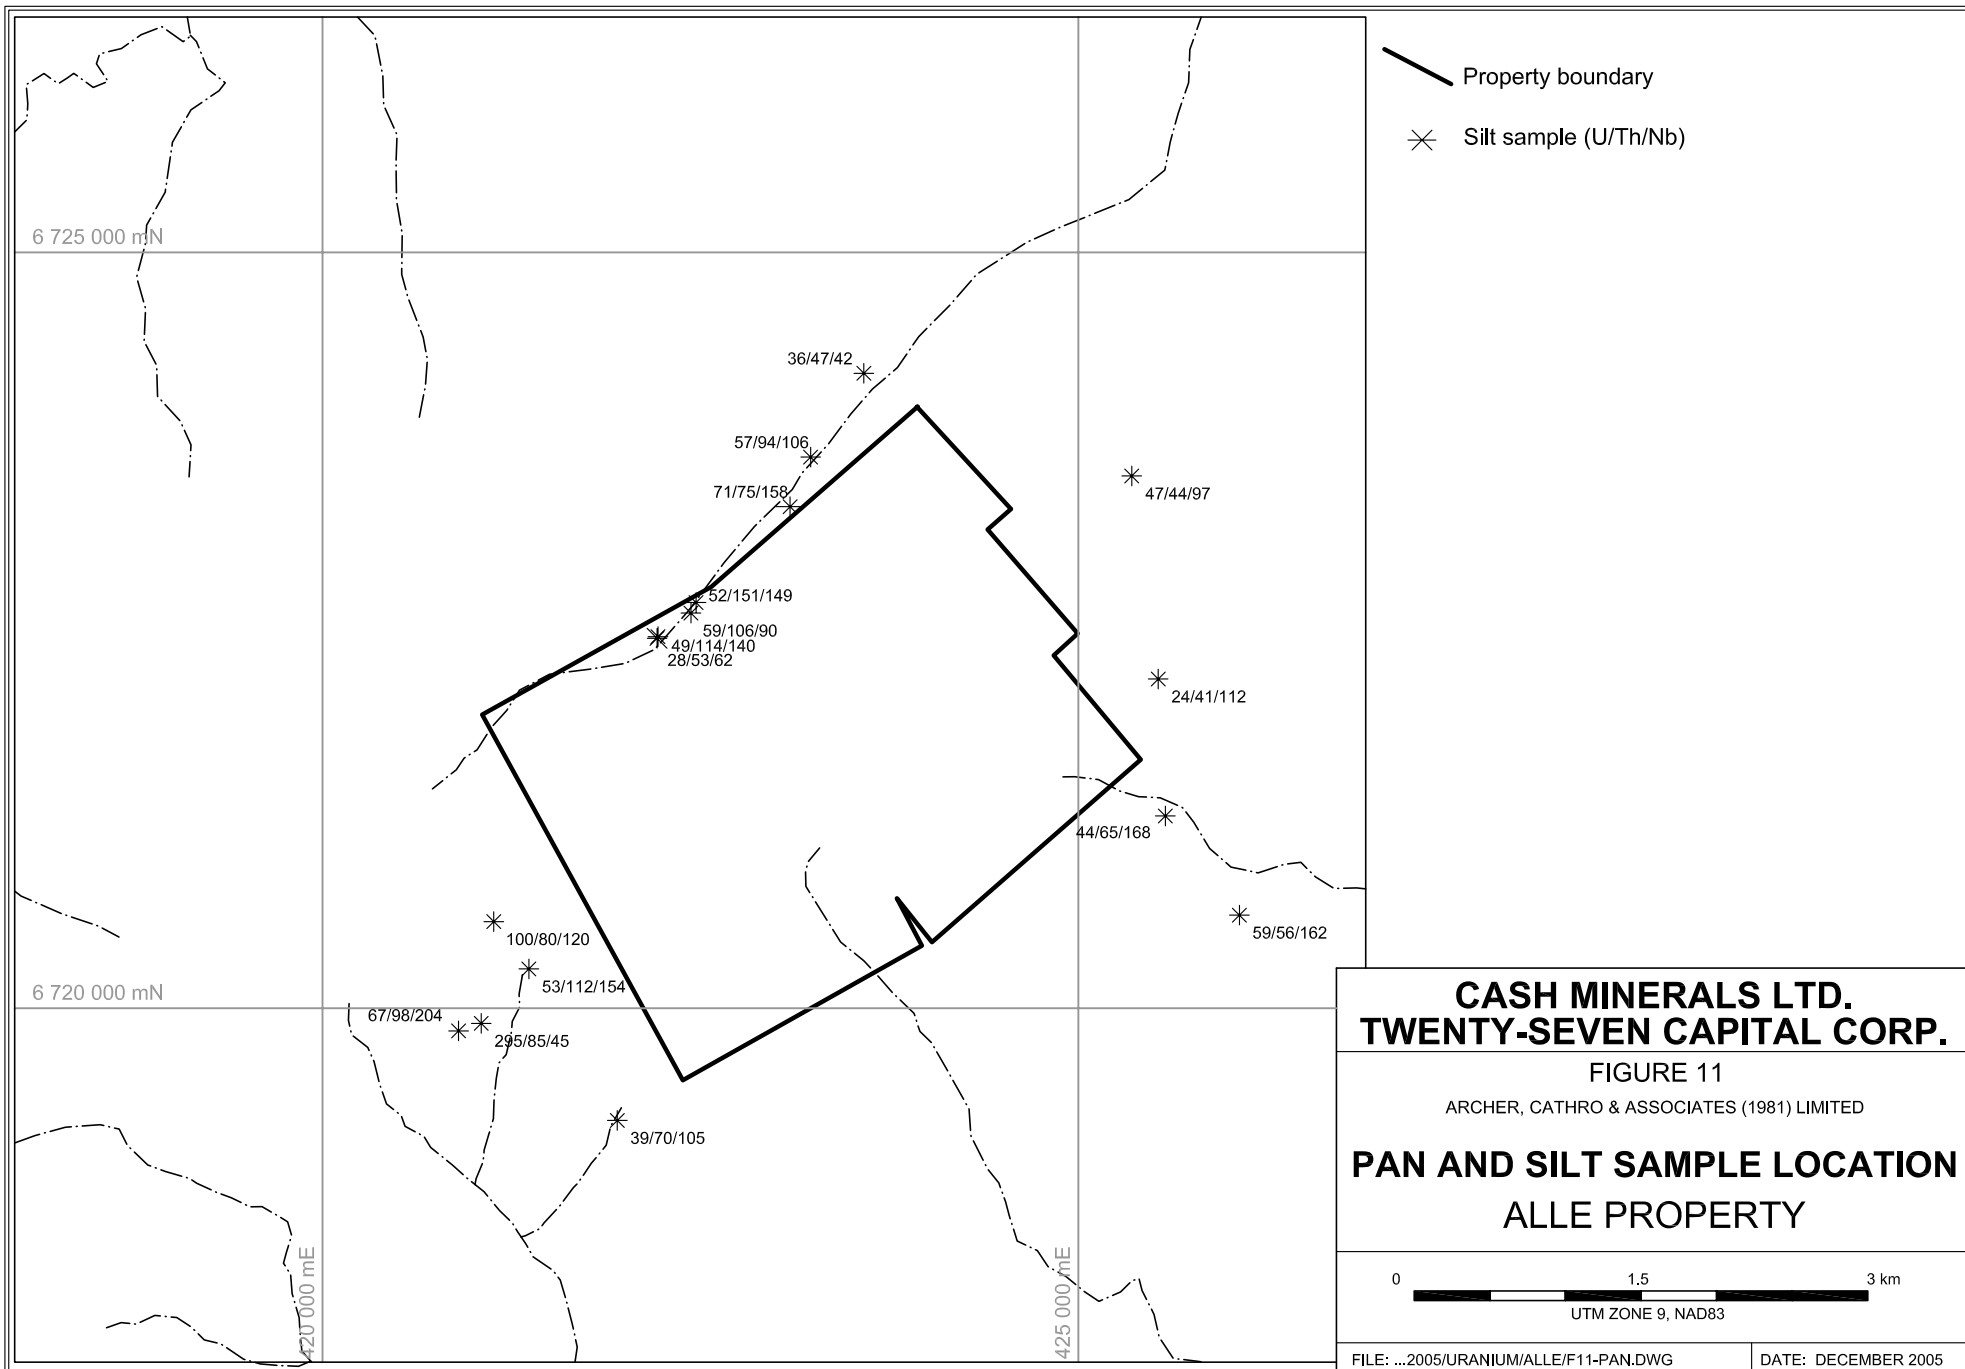 Property boundary
Silt sample (U/Th/Nb)
6 725 000 mN
36/47/42
57/94/106
47/44/97
71/75/158
52/151/149
59/106/90
49/114/140
28/53/62
24/41/112
44/65/168
59/56/162
100/80/120
53/112/154
6 720 000 mN
67/98/204
295/85/45
39/70/105
420 000 mE
425 000 mE
CASH MINERALS LTD.
TWENTY-SEVEN CAPITAL CORP.
FIGURE 11
ARCHER, CATHRO & ASSOCIATES (1981) LIMITED
PAN AND SILT SAMPLE LOCATION
ALLE PROPERTY
0 1.5 3 km
UTM ZONE 9, NAD83
FILE: ...2005/URANIUM/ALLE/F11-PAN.DWG DATE: DECEMBER 2005